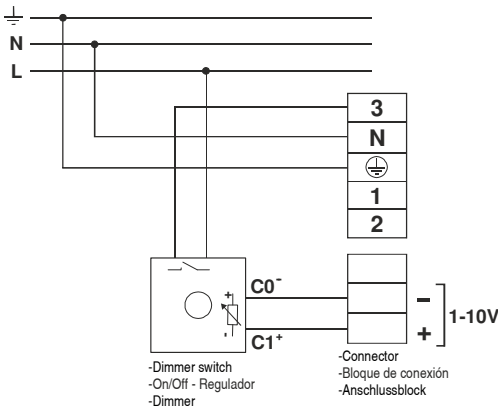 N
L
3
N
1
2
C0-
C1+
+
-
−
+
1-10V
-Dimmer switch
-On/Off - Regulador
-Dimmer
-Connector
-Bloque de conexión
-Anschlussblock